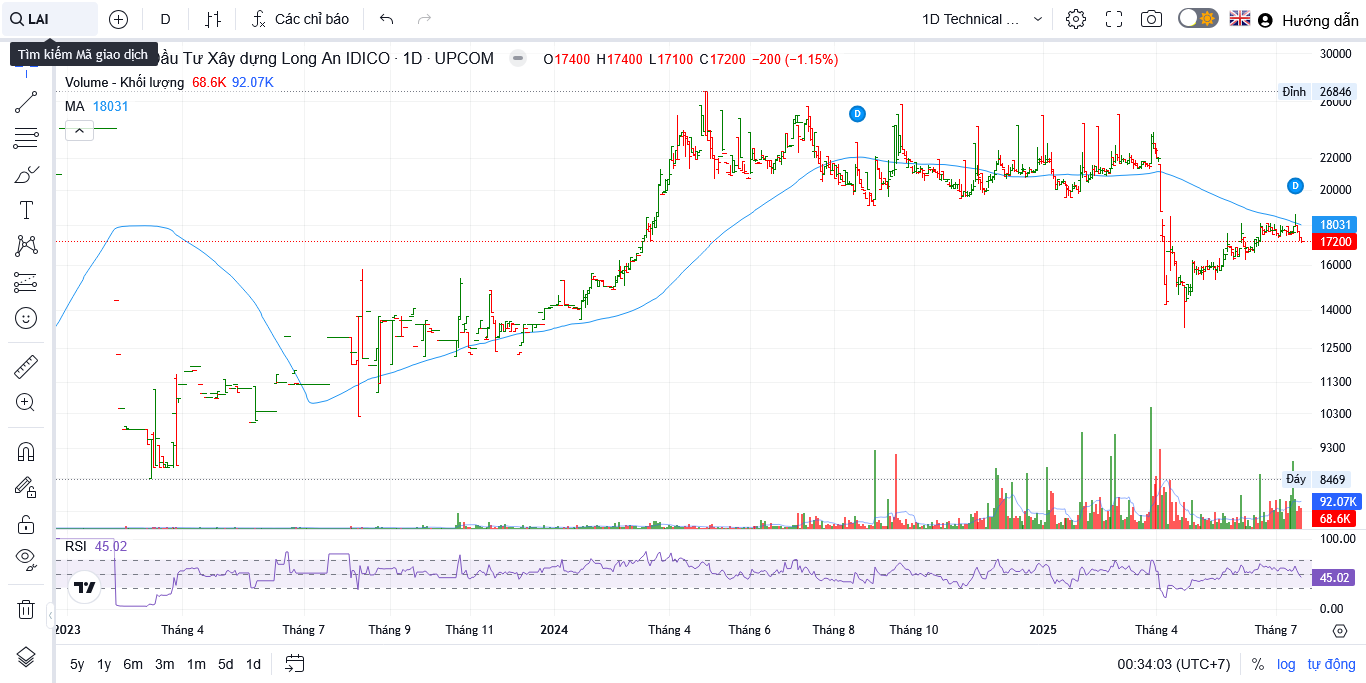 LAI
D
Các chỉ báo
1D Technical ...
Hướng dẫn
Tìm kiếm Mã giao dịch
Đầu Tư Xây dựng Long An IDICO · 1D · UPCOM
O17400 H17400 L17100 C17200 −200 (−1.15%)
Volume - Khối lượng 68.6K 92.07K
MA 18031
D
D
30000
Đỉnh 26846
26000
22000
20000
18031
17200
16000
14000
12500
11300
10300
9300
Đáy 8469
92.07K
68.6K
RSI 45.02
100.00
45.02
0.00
2023 Tháng 4 Tháng 7 Tháng 9 Tháng 11 2024 Tháng 4 Tháng 6 Tháng 8 Tháng 10 2025 Tháng 4 Tháng 7
5y 1y 6m 3m 1m 5d 1d
00:34:03 (UTC+7) % log tự động